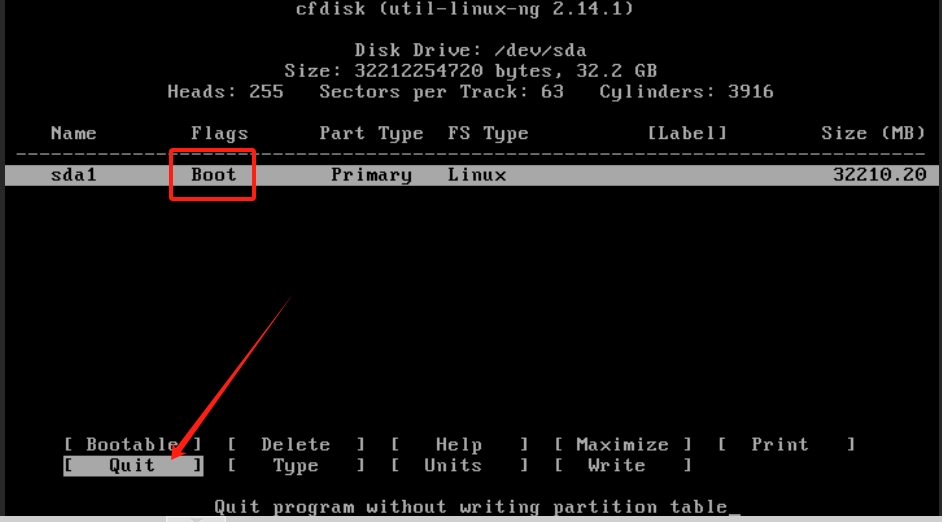 cfdisk (util-linux-ng 2.14.1)
Disk Drive: /dev/sda
Size: 32212254720 bytes, 32.2 GB
Heads: 255   Sectors per Track: 63   Cylinders: 3916
Name   Flags   Part Type   FS Type   [Label]   Size (MB)
sda1   Boot   Primary   Linux   32210.20
[ Bootable ]   [ Delete ]   [ Help ]   [ Maximize ]   [ Print ]
[ Quit ]   [ Type ]   [ Units ]   [ Write ]
Quit program without writing partition table_